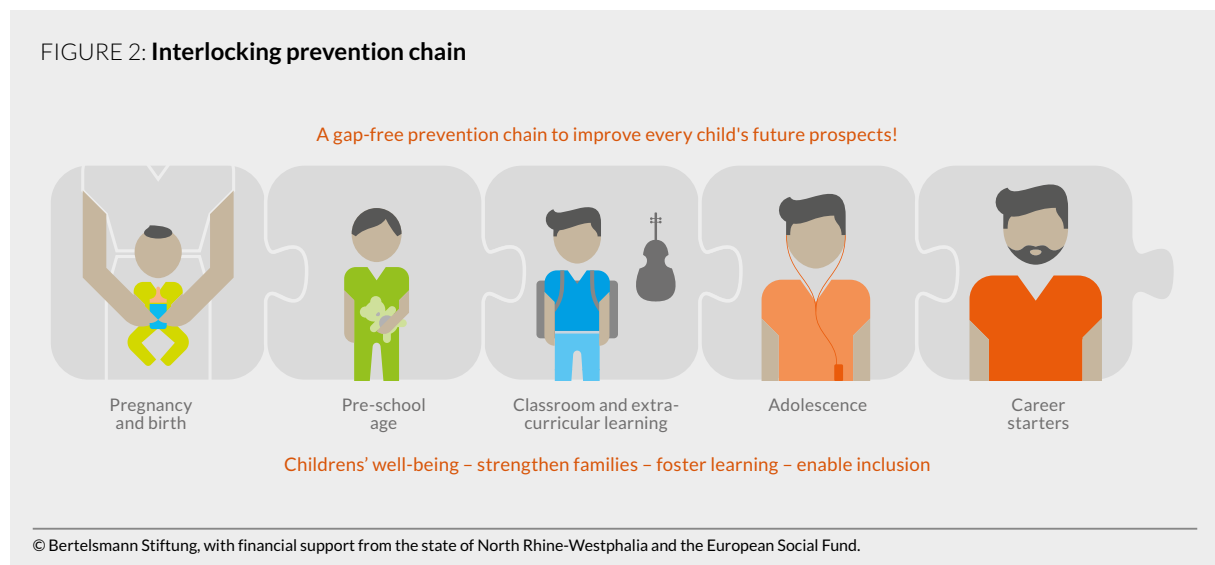 FIGURE 2: Interlocking prevention chain
A gap-free prevention chain to improve every child's future prospects!
Pregnancy
and birth
Pre-school
age
Classroom and extra-
curricular learning
Adolescence
Career
starters
Childrens’ well-being – strengthen families – foster learning – enable inclusion
© Bertelsmann Stiftung, with financial support from the state of North Rhine-Westphalia and the European Social Fund.